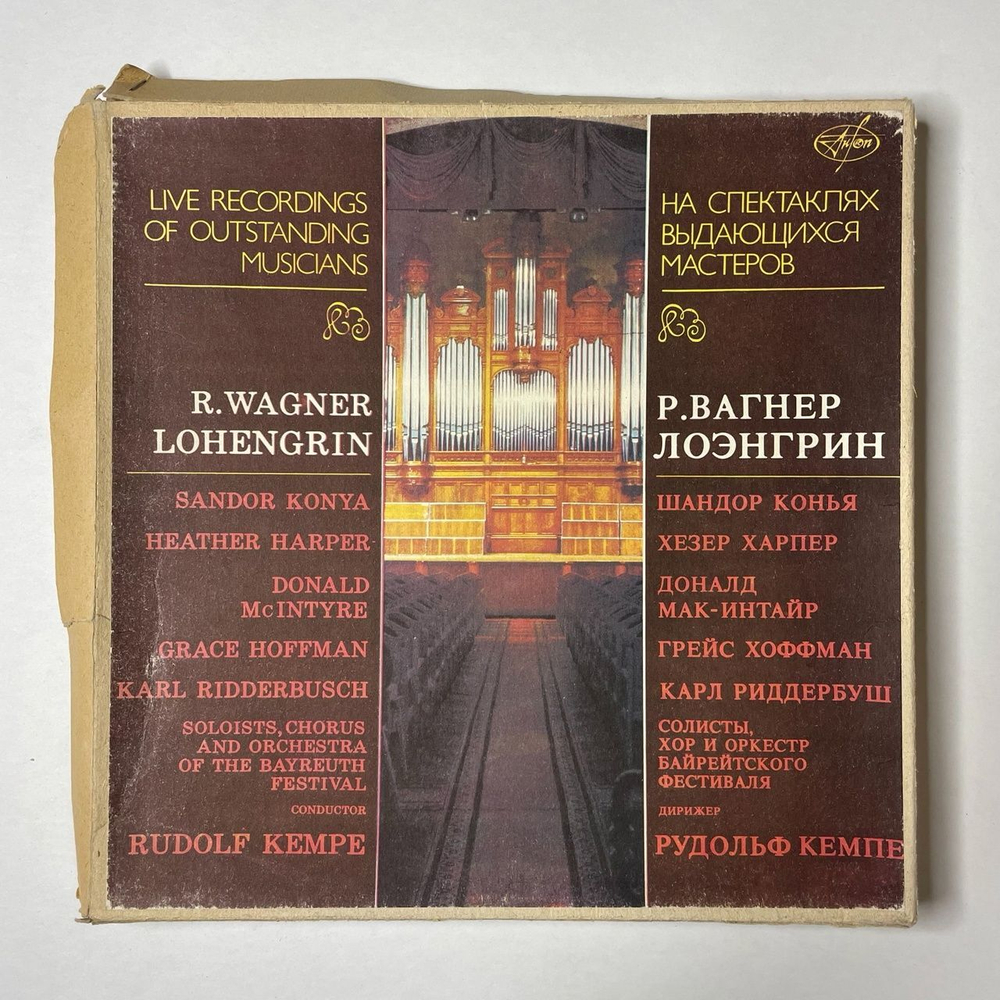 LIVE RECORDINGS
OF OUTSTANDING
MUSICIANS
R. WAGNER
LOHENGRIN
SANDOR KONYA
HEATHER HARPER
DONALD
McINTYRE
GRACE HOFFMAN
KARL RIDDERBUSCH
SOLOISTS, CHORUS
AND ORCHESTRA
OF THE BAYREUTH
FESTIVAL
CONDUCTOR
RUDOLF KEMPE
АнТоп
НА СПЕКТАКЛЯХ
ВЫДАЮЩИХСЯ
МАСТЕРОВ
Р. ВАГНЕР
ЛОЭНГРИН
ШАНДОР КОНЬЯ
ХЕЗЕР ХАРПЕР
ДОНАЛД
МАК-ИНТАЙР
ГРЕЙС ХОФФМАН
КАРЛ РИДДЕРБУШ
СОЛИСТЫ,
ХОР И ОРКЕСТР
БАЙРЕЙТСКОГО
ФЕСТИВАЛЯ
ДИРИЖЕР
РУДОЛЬФ КЕМПЕ